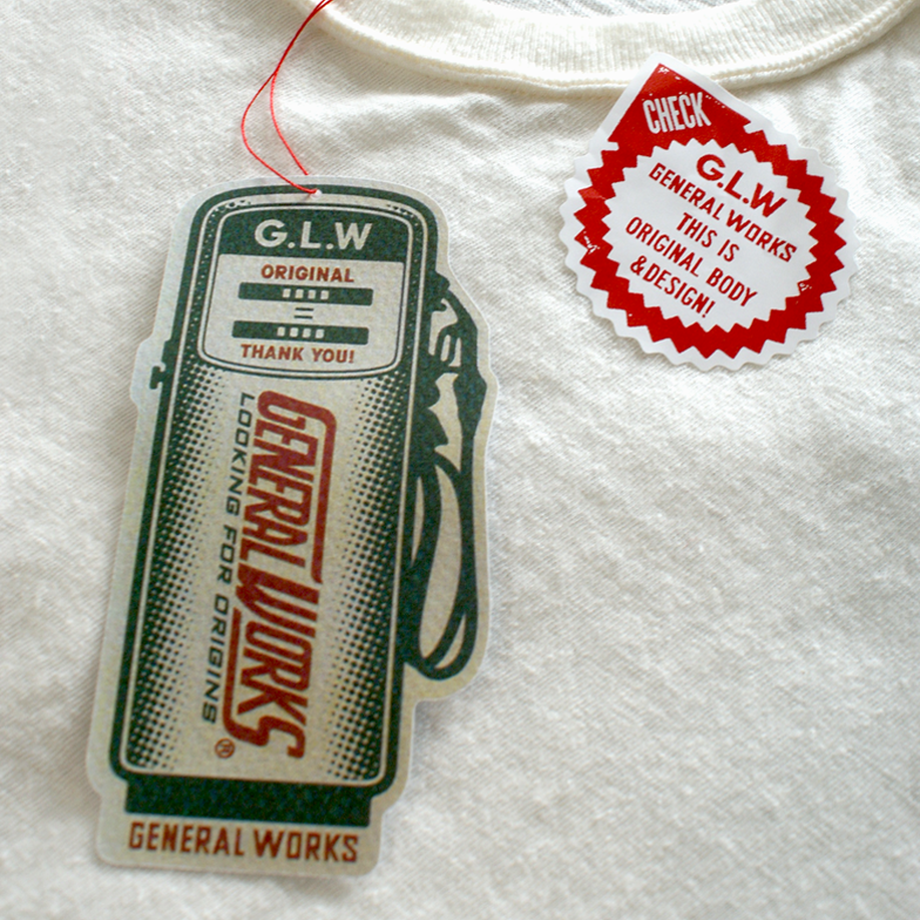 G.L.W
ORIGINAL
THANK YOU!
GENERAL WORKS
LOOKING FOR ORIGINS
®
GENERAL WORKS
CHECK
G.L.W
GENERAL WORKS
THIS IS
ORIGINAL BODY
&DESIGN!